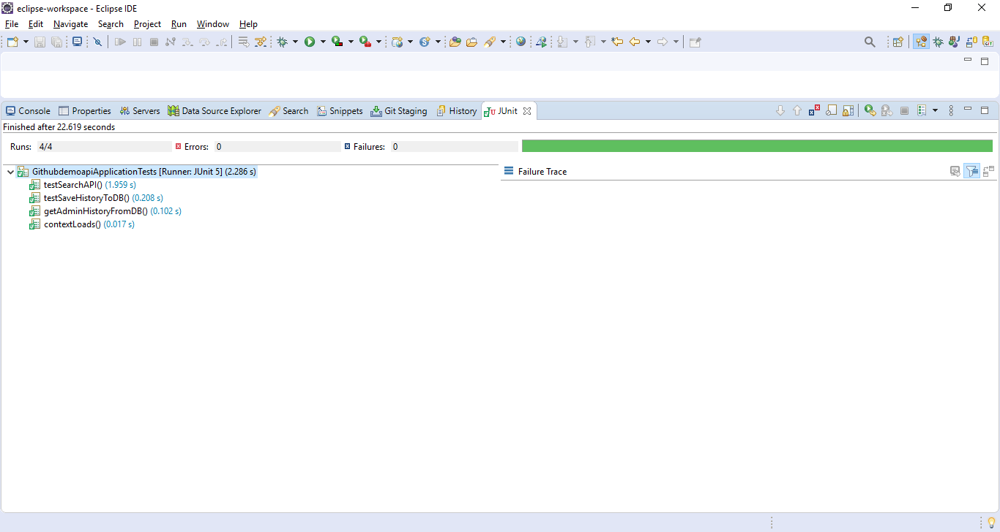 eclipse-workspace - Eclipse IDE
File Edit Navigate Search Project Run Window Help
Console Properties Servers Data Source Explorer Search Snippets Git Staging History JUnit
Finished after 22.619 seconds
Runs: 4/4 Errors: 0 Failures: 0
GithubdemoapiApplicationTests [Runner: JUnit 5] (2.286 s) Failure Trace
testSearchAPI() (1.959 s)
testSaveHistoryToDB() (0.208 s)
getAdminHistoryFromDB() (0.102 s)
contextLoads() (0.017 s)